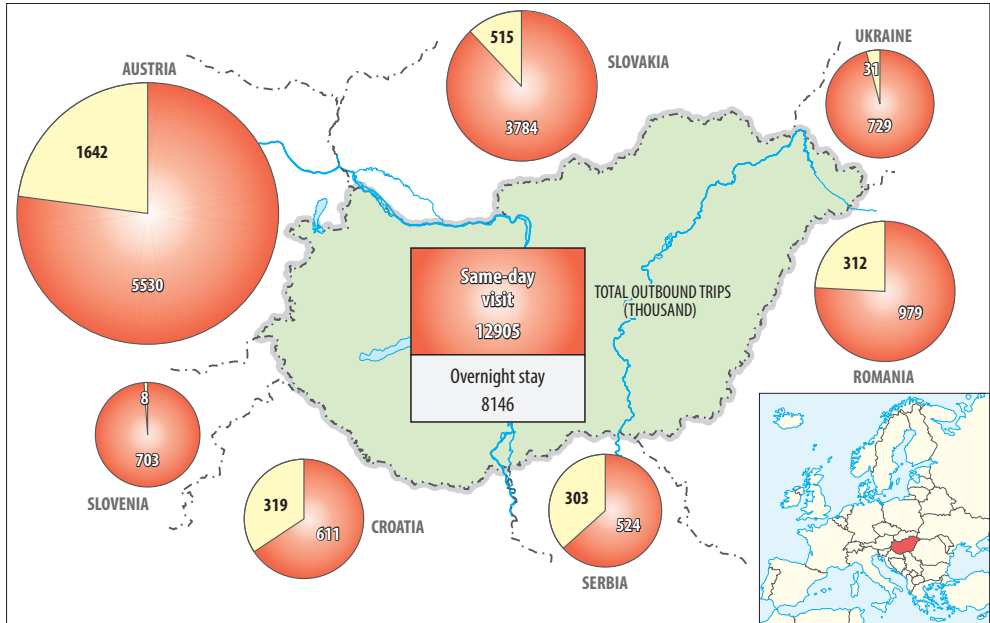 AUSTRIA
1642
5530
515
SLOVAKIA
3784
UKRAINE
31
729
Same-day
visit
12905
Overnight stay
8146
TOTAL OUTBOUND TRIPS
(THOUSAND)
312
979
ROMANIA
8
703
SLOVENIA
319
611
CROATIA
303
524
SERBIA